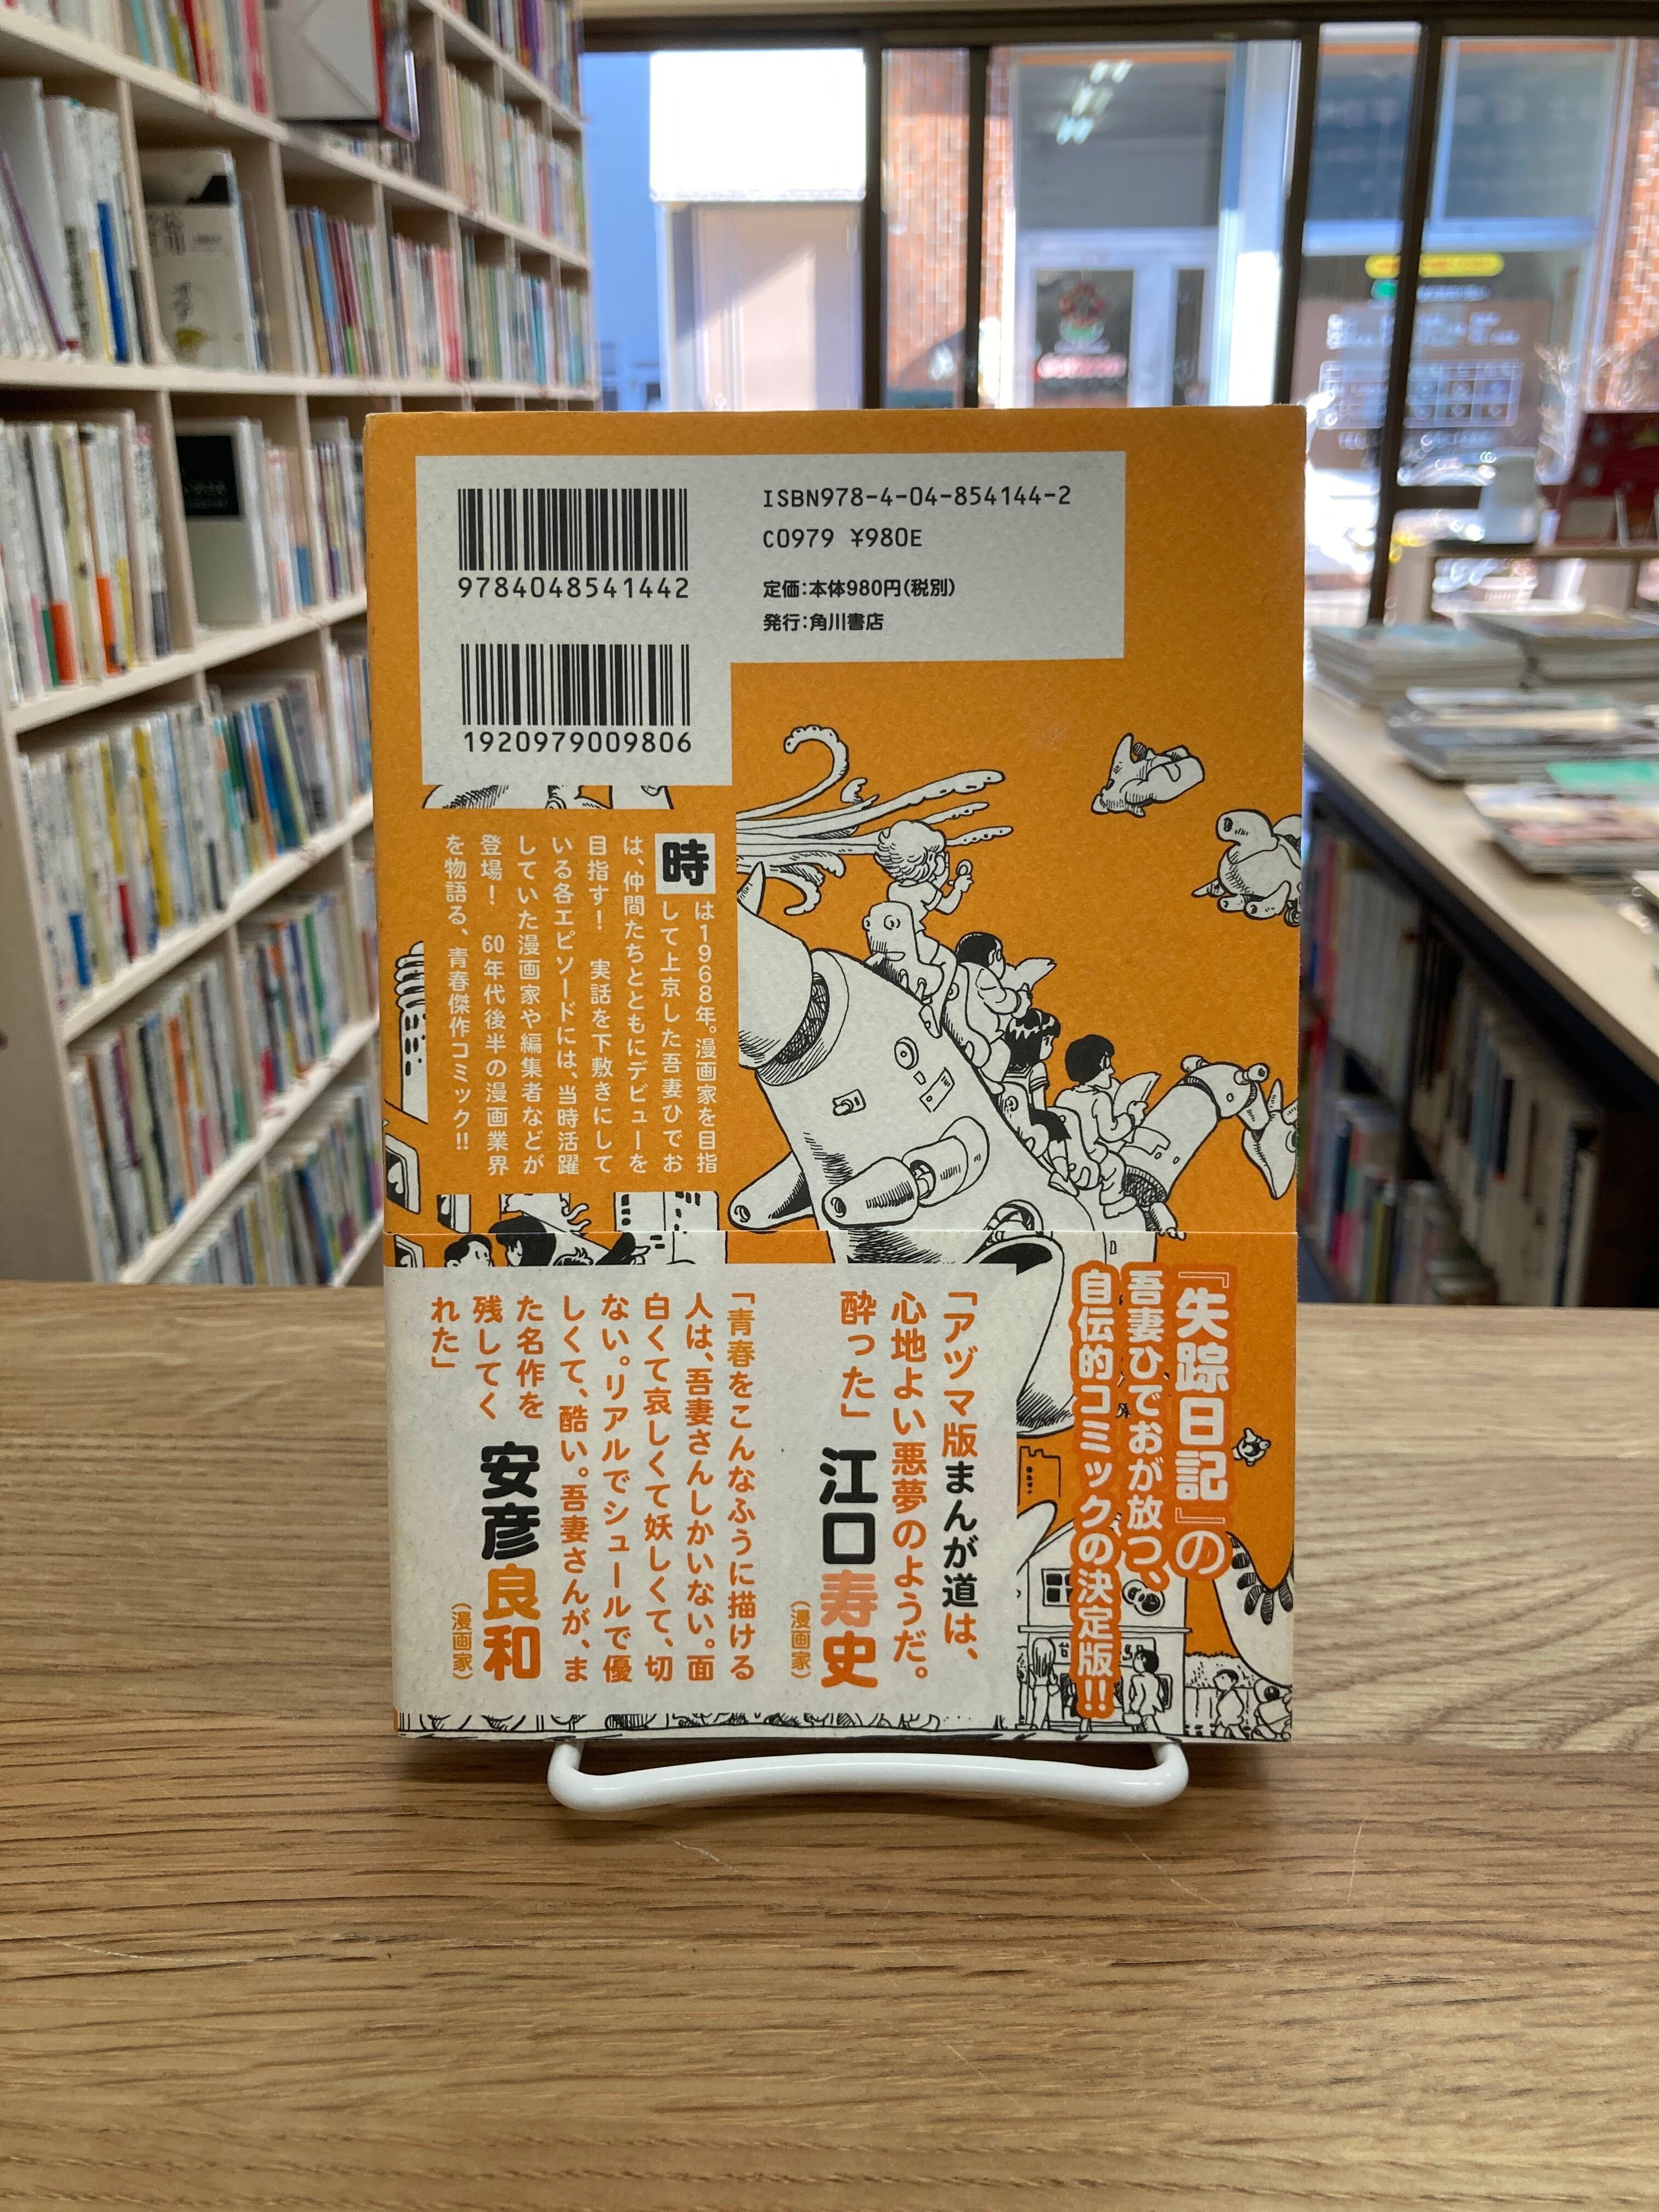 9784048541442
1920979009806
ISBN978-4-04-854144-2
C0979 ¥980E
定価:本体980円(税別)
発行:角川書店
時は1968年。漫画家を目指
して上京した吾妻ひでお
は、仲間たちとともにデビューを
目指す! 実話を下敷きにして
いる各エピソードには、当時活躍
していた漫画家や編集者などが
登場! 60年代後半の漫画業界
を物語る、青春傑作コミック!!
『失踪日記』の
吾妻ひでおが放つ、
自伝的コミックの決定版!!!
「アヅマ版まんが道は、
心地よい悪夢のようだ。
酔った」
江口寿史
(漫画家)
「青春をこんなふうに描ける
人は、吾妻さんしかいない。面
白くて哀しくて妖しくて、切
ない。リアルでシュールで優
しくて、酷い。吾妻さんが、ま
た名作を
残してく
れた」
安彦良和
(漫画家)